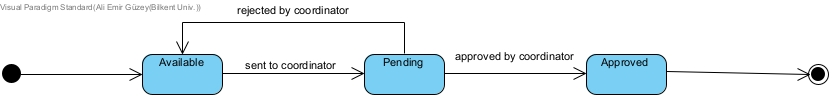 Visual Paradigm Standard(Ali Emir Güzey(Bilkent Univ.))
rejected by coordinator
Available
sent to coordinator
Pending
approved by coordinator
Approved